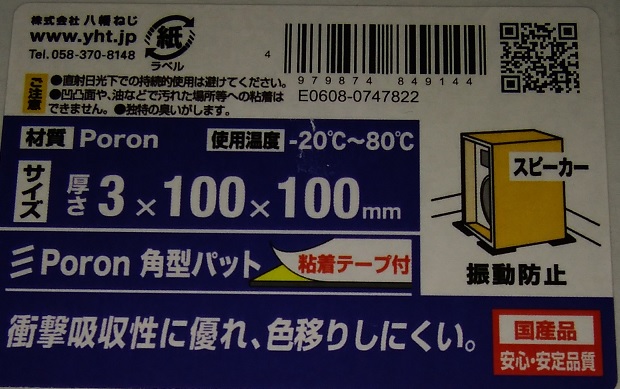 株式会社 八幡ねじ
www.yht.jp
Tel.058-370-8148
紙
ラベル
4 979874 849144
E0608-0747822
ご注意
●直射日光下での持続的使用は避けてください。
●凹凸面や、油などで汚れた場所等への粘着は
できません。●独特の臭いがします。
材質 Poron 使用温度 -20℃～80℃
サイズ 厚さ 3×100×100mm
スピーカー
振動防止
Poron 角型パット 粘着テープ付
衝撃吸収性に優れ、色移りしにくい。
国産品
安心・安定品質